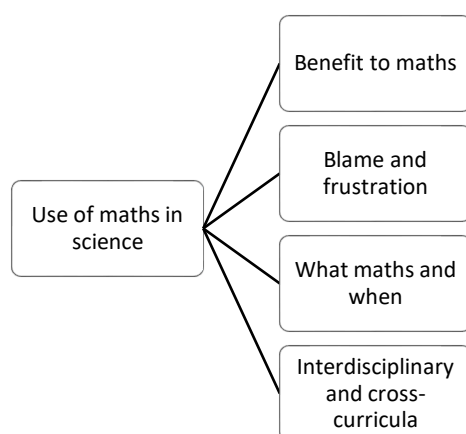 Use of maths in
science
Benefit to maths
Blame and
frustration
What maths and
when
Interdisciplinary
and cross-
curricula